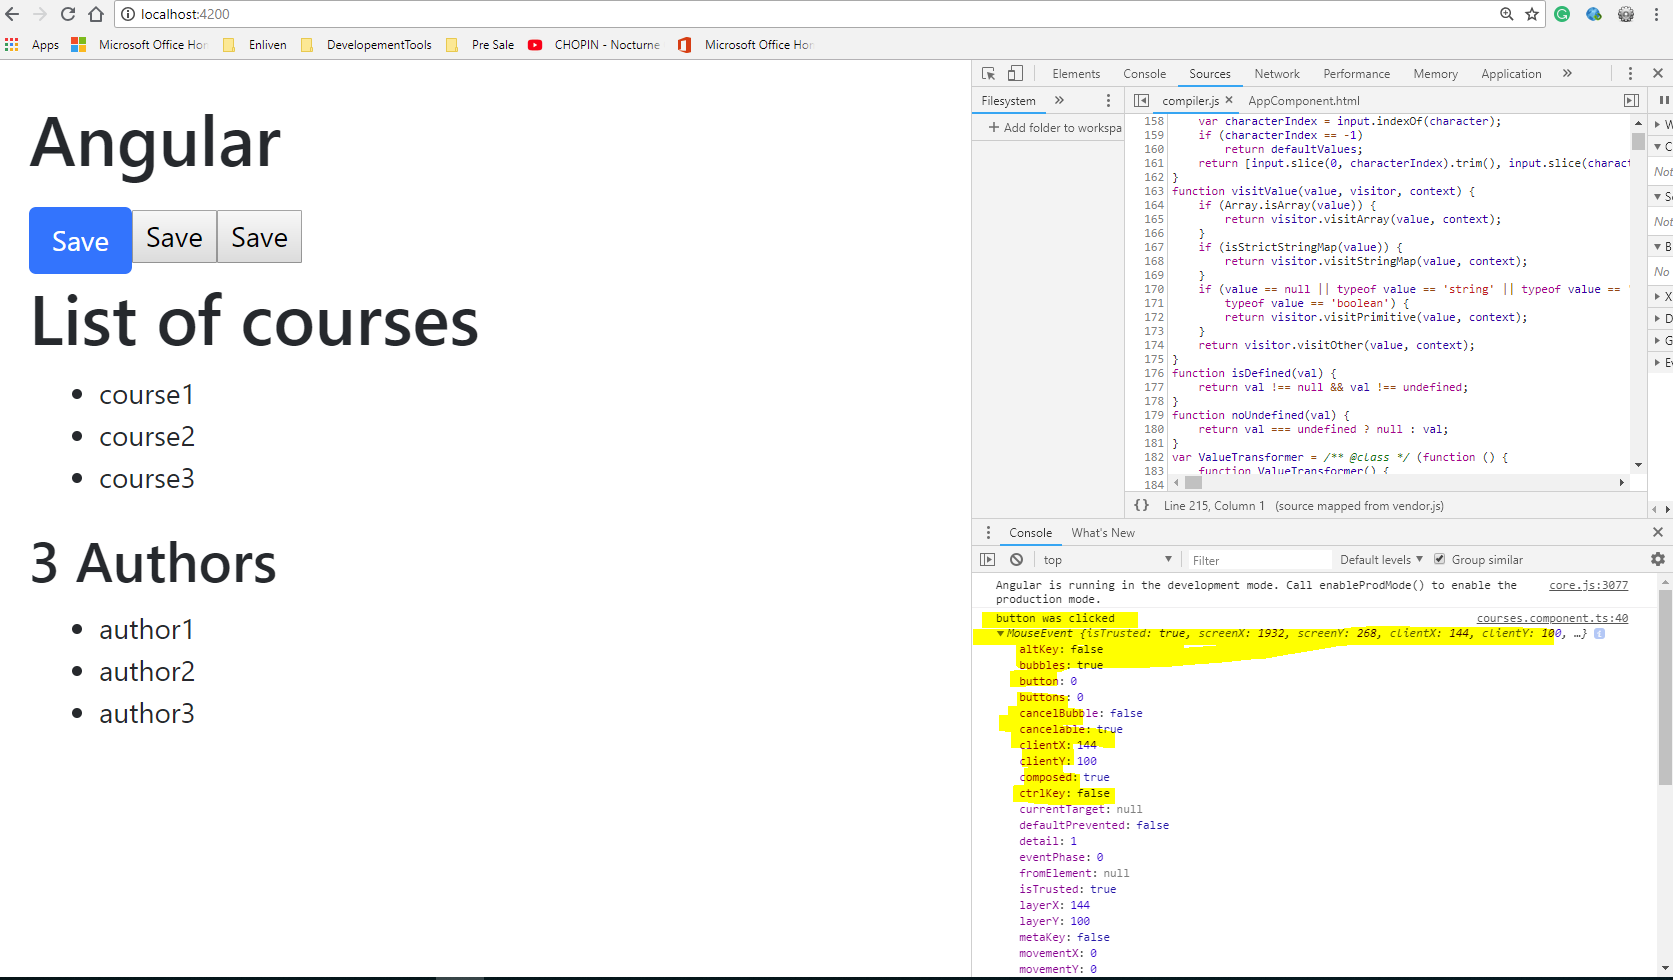 localhost:4200
Apps Microsoft Office Hor Enliven DevelopementTools Pre Sale CHOPIN - Nocturne Microsoft Office Hor
Angular
Save Save Save
List of courses
course1
course2
course3
3 Authors
author1
author2
author3
Elements Console Sources Network Performance Memory Application »
Filesystem » compiler.js × AppComponent.html
+ Add folder to workspa
158 var characterIndex = input.indexOf(character);
159 if (characterIndex == -1)
160 return defaultValues;
161 return [input.slice(0, characterIndex).trim(), input.slice(charact
162 }
163 function visitValue(value, visitor, context) {
164 if (Array.isArray(value)) {
165 return visitor.visitArray(value, context);
166 }
167 if (isStrictStringMap(value)) {
168 return visitor.visitStringMap(value, context);
169 }
170 if (value == null || typeof value == 'string' || typeof value == '
171 typeof value == 'boolean') {
172 return visitor.visitPrimitive(value, context);
173 }
174 return visitor.visitOther(value, context);
175 }
176 function isDefined(val) {
177 return val !== null && val !== undefined;
178 }
179 function noUndefined(val) {
180 return val === undefined ? null : val;
181 }
182 var ValueTransformer = /** @class */ (function () {
183 function ValueTransformer() {
184
W
C
Not
Not
B
No
X
D
G
{} Line 215, Column 1 (source mapped from vendor.js)
Console What's New
top Filter Default levels Group similar
Angular is running in the development mode. Call enableProdMode() to enable the core.js:3077
production mode.
button was clicked courses.component.ts:40
MouseEvent {isTrusted: true, screenX: 1932, screenY: 268, clientX: 144, clientY: 100, …}
altKey: false
bubbles: true
button: 0
buttons: 0
cancelBubble: false
cancelable: true
clientX: 144
clientY: 100
composed: true
ctrlKey: false
currentTarget: null
defaultPrevented: false
detail: 1
eventPhase: 0
fromElement: null
isTrusted: true
layerX: 144
layerY: 100
metaKey: false
movementX: 0
movementY: 0